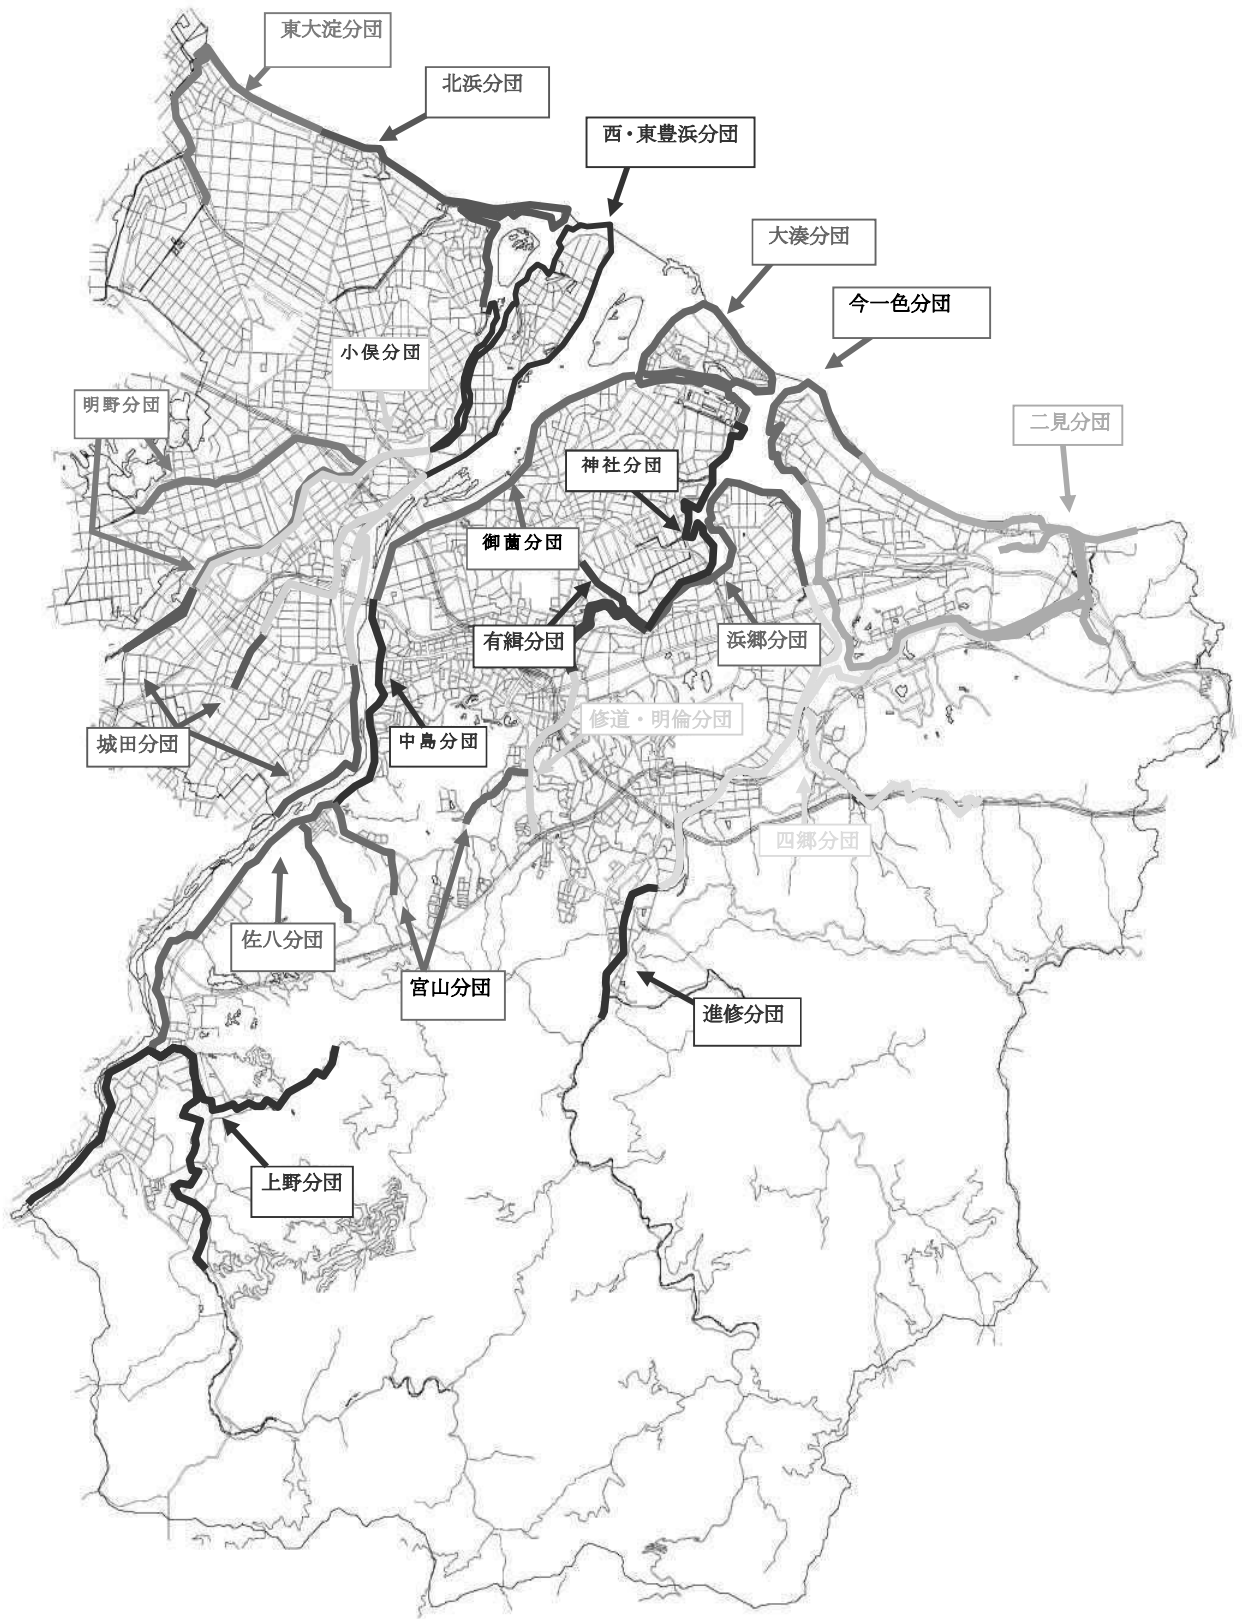 東大淀分団
北浜分団
西・東豊浜分団
大湊分団
今一色分団
小俣分団
明野分団
二見分団
神社分団
御薗分団
有緝分団
浜郷分団
修道・明倫分団
城田分団
中島分団
四郷分団
佐八分団
宮山分団
進修分団
上野分団